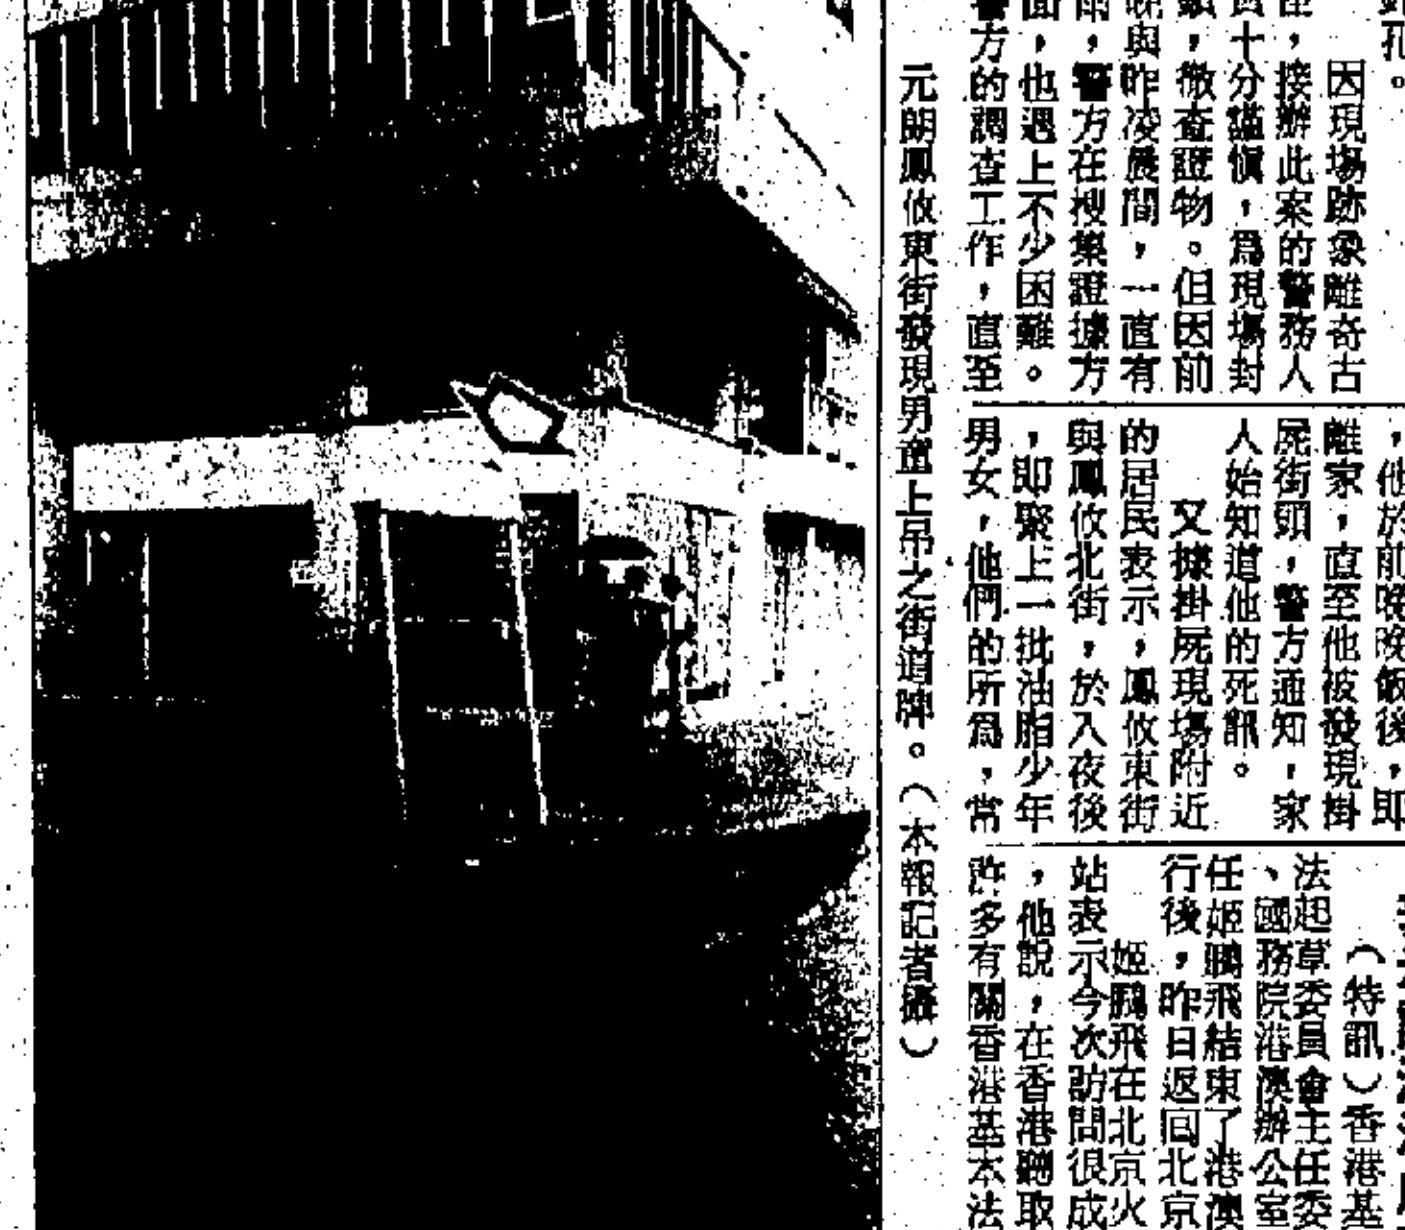 孔。
因現場跡象離奇古
，接辦此案的警務人
十分謹慎，爲現場封
，徹查證物。但因前
晚與昨凌晨間，一直有
，警方在搜集證據方
面，也遇上不少困難。
警方的調查工作，直至
，他於前晚晚飯後，即
離家，直至他被發現掛
屍街頭，警方通知，家
人始知道他的死訊。
又據掛屍現場附近
的居民表示，鳳攸東街
與鳳攸北街，於入夜後
，即聚上一批油脂少年
男女，他們的所爲，常
（特訊）香港基
法起草委員會主任委
、國務院港澳辦公室
任姬鵬飛結束了港澳
行後，昨日返回北京
姬鵬飛在北京火
站表示今次訪問很成
，他說，在香港聽取
許多有關香港基本法
元朗鳳攸東街發現男童上吊之街道牌。（本報記者攝）